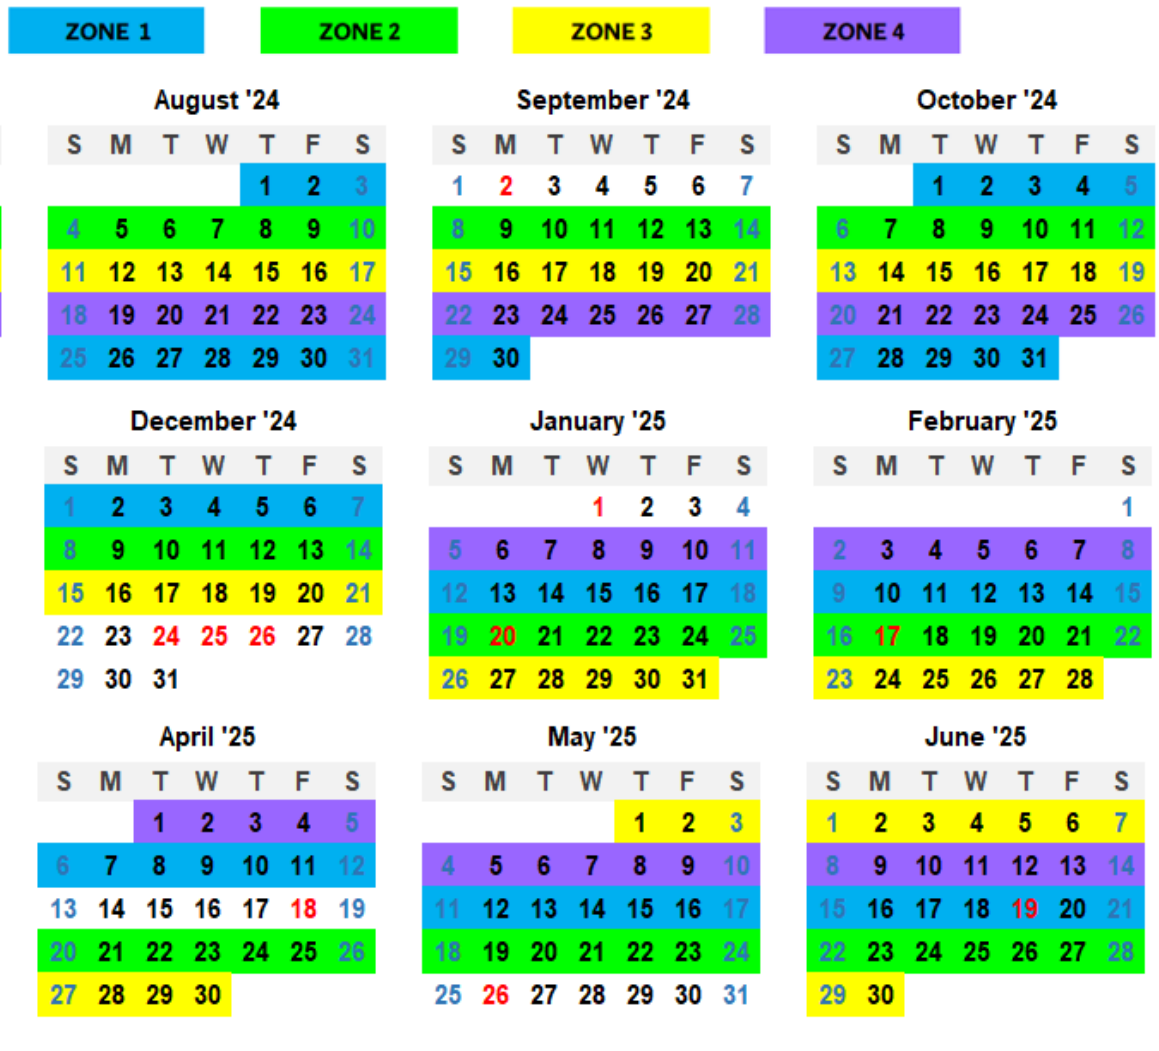 ZONE 1 ZONE 2 ZONE 3 ZONE 4
August '24 September '24 October '24
S M T W T F S S M T W T F S S M T W T F S
1 2 3 1 2 3 4 5 6 7 1 2 3 4 5
4 5 6 7 8 9 10 8 9 10 11 12 13 14 6 7 8 9 10 11 12
11 12 13 14 15 16 17 15 16 17 18 19 20 21 13 14 15 16 17 18 19
18 19 20 21 22 23 24 22 23 24 25 26 27 28 20 21 22 23 24 25 26
25 26 27 28 29 30 31 29 30 27 28 29 30 31
December '24 January '25 February '25
S M T W T F S S M T W T F S S M T W T F S
1 2 3 4 5 6 7 1 2 3 4 1
8 9 10 11 12 13 14 5 6 7 8 9 10 11 2 3 4 5 6 7 8
15 16 17 18 19 20 21 12 13 14 15 16 17 18 9 10 11 12 13 14 15
22 23 24 25 26 27 28 19 20 21 22 23 24 25 16 17 18 19 20 21 22
29 30 31 26 27 28 29 30 31 23 24 25 26 27 28
April '25 May '25 June '25
S M T W T F S S M T W T F S S M T W T F S
1 2 3 4 5 1 2 3 1 2 3 4 5 6 7
6 7 8 9 10 11 12 4 5 6 7 8 9 10 8 9 10 11 12 13 14
13 14 15 16 17 18 19 11 12 13 14 15 16 17 15 16 17 18 19 20 21
20 21 22 23 24 25 26 18 19 20 21 22 23 24 22 23 24 25 26 27 28
27 28 29 30 25 26 27 28 29 30 31 29 30